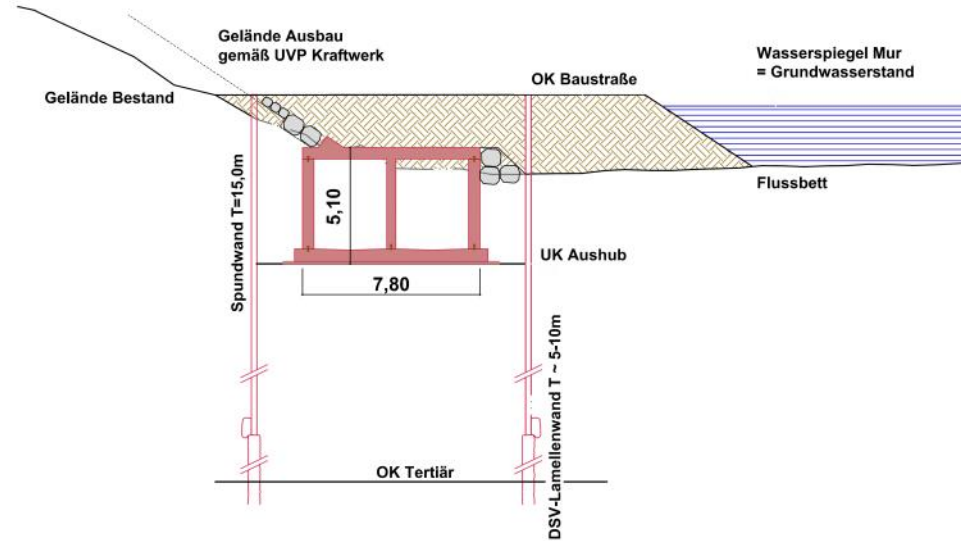 Gelände Ausbau
gemäß UVP Kraftwerk
Wasserspiegel Mur
= Grundwasserstand
OK Baustraße
Gelände Bestand
Flussbett
Spundwand T=15,0m
5,10
UK Aushub
7,80
DSV-Lamellenwand T ~ 5-10m
OK Tertiär